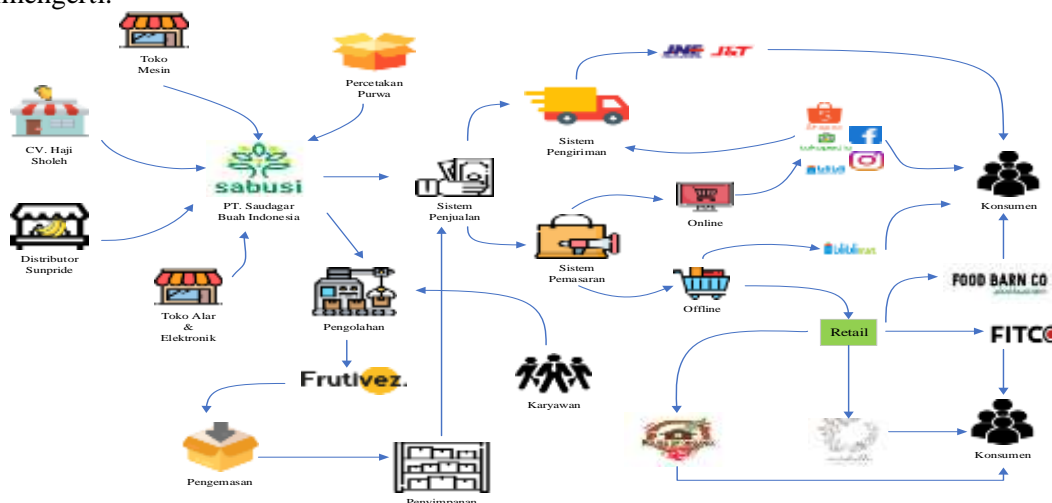 mengerti.
Toko
Mesin
Percetakan
Purwa
JNE
J&T
CV. Haji
Sholeh
sabusi
PT. Saudagar
Buah Indonesia
Sistem
Pengiriman
Sistem
Penjualan
Online
Konsumen
Distributor
Sunpride
Toko Alar
&
Elektronik
Pengolahan
Sistem
Pemasaran
Offline
FOOD BARN CO
Retail
FITCO
Frutivez.
Karyawan
Pengemasan
Penyimpanan
Konsumen